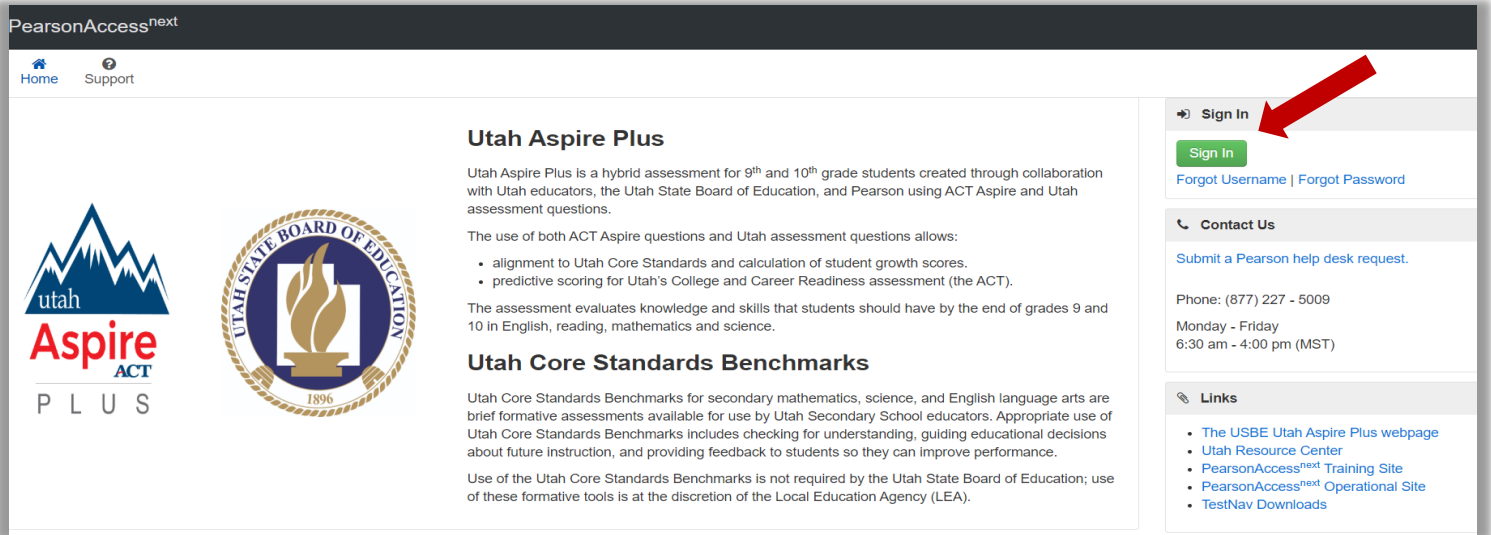 PearsonAccessnext
Home
Support
utah
Aspire
ACT
PLUS
UTAH STATE BOARD OF EDUCATION
1896
Utah Aspire Plus
Utah Aspire Plus is a hybrid assessment for 9th and 10th grade students created through collaboration
with Utah educators, the Utah State Board of Education, and Pearson using ACT Aspire and Utah
assessment questions.
The use of both ACT Aspire questions and Utah assessment questions allows:
• alignment to Utah Core Standards and calculation of student growth scores.
• predictive scoring for Utah's College and Career Readiness assessment (the ACT).
The assessment evaluates knowledge and skills that students should have by the end of grades 9 and
10 in English, reading, mathematics and science.
Utah Core Standards Benchmarks
Utah Core Standards Benchmarks for secondary mathematics, science, and English language arts are
brief formative assessments available for use by Utah Secondary School educators. Appropriate use of
Utah Core Standards Benchmarks includes checking for understanding, guiding educational decisions
about future instruction, and providing feedback to students so they can improve performance.
Use of the Utah Core Standards Benchmarks is not required by the Utah State Board of Education; use
of these formative tools is at the discretion of the Local Education Agency (LEA).
Sign In
Sign In
Forgot Username | Forgot Password
Contact Us
Submit a Pearson help desk request.
Phone: (877) 227 - 5009
Monday - Friday
6:30 am - 4:00 pm (MST)
Links
• The USBE Utah Aspire Plus webpage
• Utah Resource Center
• PearsonAccessnext Training Site
• PearsonAccessnext Operational Site
• TestNav Downloads